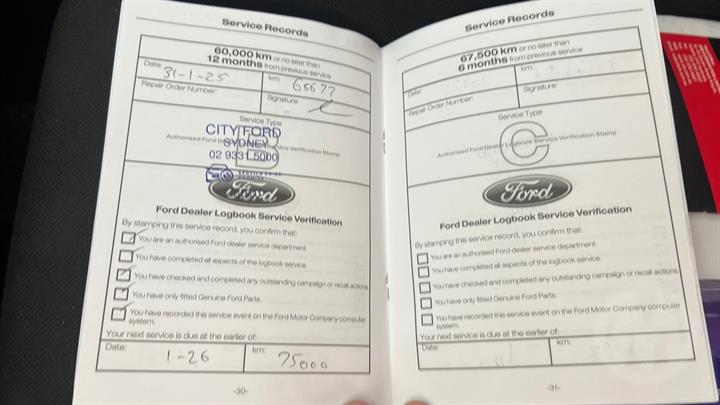 Service Records
60,000 km or no later than
12 months from previous service
Date: 31-1-25
km: 65677
Repair Order Number:
Signature:
Service Type
B
CITY FORD
SYDNEY
02 9331 5000
Authorised Ford Dealer Logbook Service Verification Stamp
Ford
Ford Dealer Logbook Service Verification
By stamping this service record, you confirm that:
You are an authorised Ford dealer service department.
You have completed all aspects of the logbook service.
You have checked and completed any outstanding campaign or recall actions
You have only fitted Genuine Ford Parts.
You have recorded this service event on the Ford Motor Company computer
system.
Your next service is due at the earlier of:
Date: 1-26
km: 75000
-30-
Service Records
67,500 km or no later than
6 months from previous service
Date:
km:
Repair Order Number:
Signature:
Service Type
C
Authorised Ford Dealer Logbook Service Verification Stamp
Ford
Ford Dealer Logbook Service Verification
By stamping this service record, you confirm that:
You are an authorised Ford dealer service department.
You have completed all aspects of the logbook service.
You have checked and completed any outstanding campaign or recall actions
You have only fitted Genuine Ford Parts.
You have recorded this service event on the Ford Motor Company computer
system.
Your next service is due at the earlier of:
Date:
km:
-31-